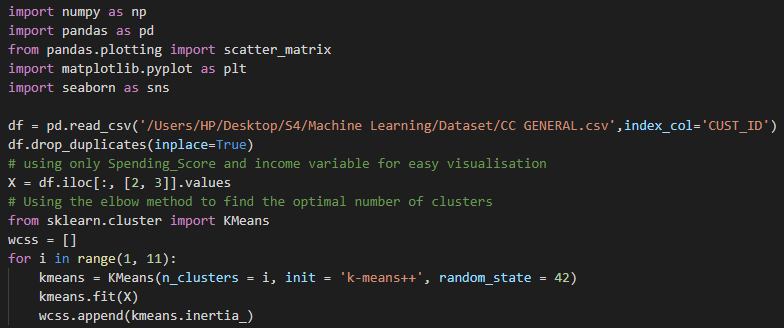 import numpy as np
import pandas as pd
from pandas.plotting import scatter_matrix
import matplotlib.pyplot as plt
import seaborn as sns

df = pd.read_csv('/Users/HP/Desktop/S4/Machine Learning/Dataset/CC GENERAL.csv',index_col='CUST_ID')
df.drop_duplicates(inplace=True)
# using only Spending_Score and income variable for easy visualisation
X = df.iloc[:, [2, 3]].values
# Using the elbow method to find the optimal number of clusters
from sklearn.cluster import KMeans
wcss = []
for i in range(1, 11):
    kmeans = KMeans(n_clusters = i, init = 'k-means++', random_state = 42)
    kmeans.fit(X)
    wcss.append(kmeans.inertia_)